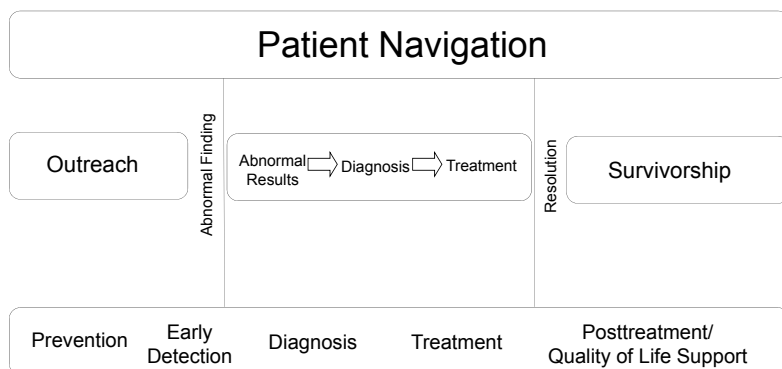 Patient Navigation
Outreach
Abnormal Finding
Abnormal
Results
Diagnosis
Treatment
Resolution
Survivorship
Prevention
Early
Detection
Diagnosis
Treatment
Posttreatment/
Quality of Life Support